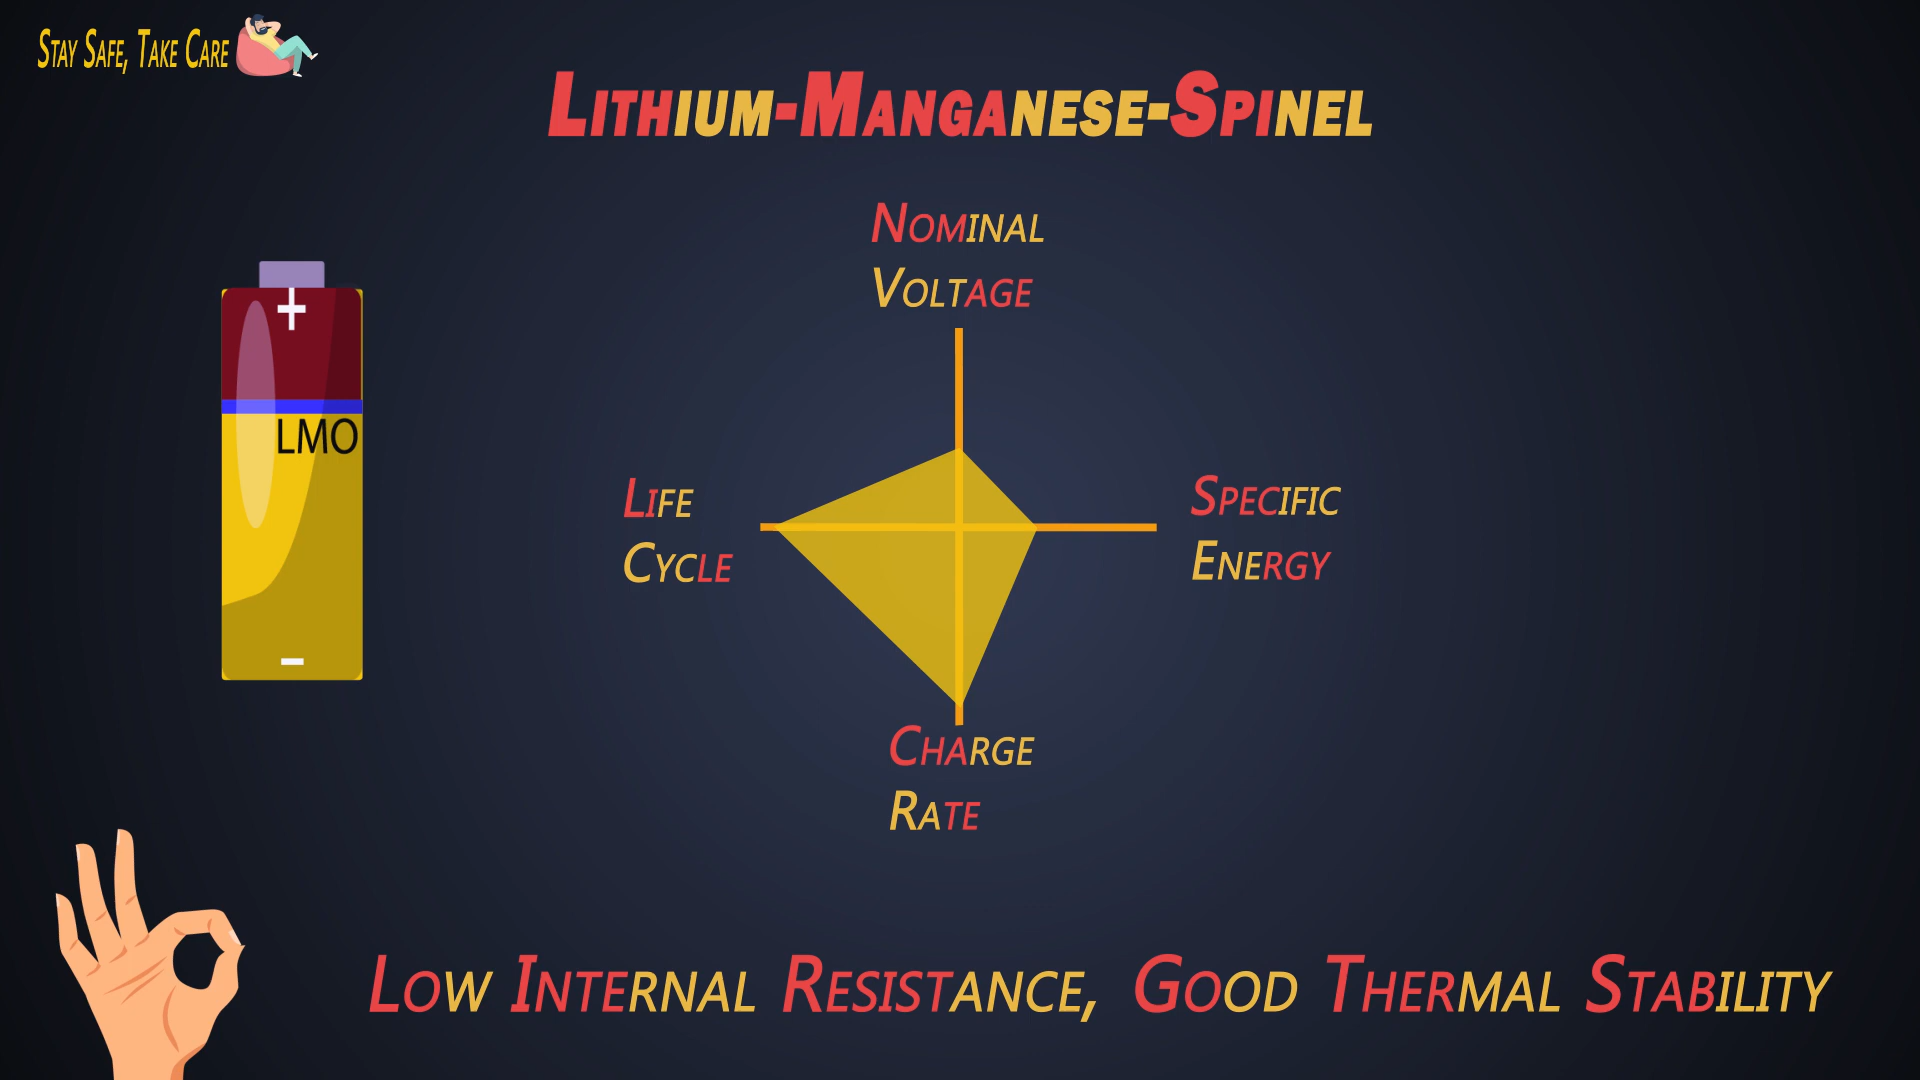 Stay Safe, Take Care
Lithium-Manganese-Spinel
Nominal
Voltage
+
LMO
Life
Cycle
Specific
Energy
-
Charge
Rate
Low Internal Resistance, Good Thermal Stability